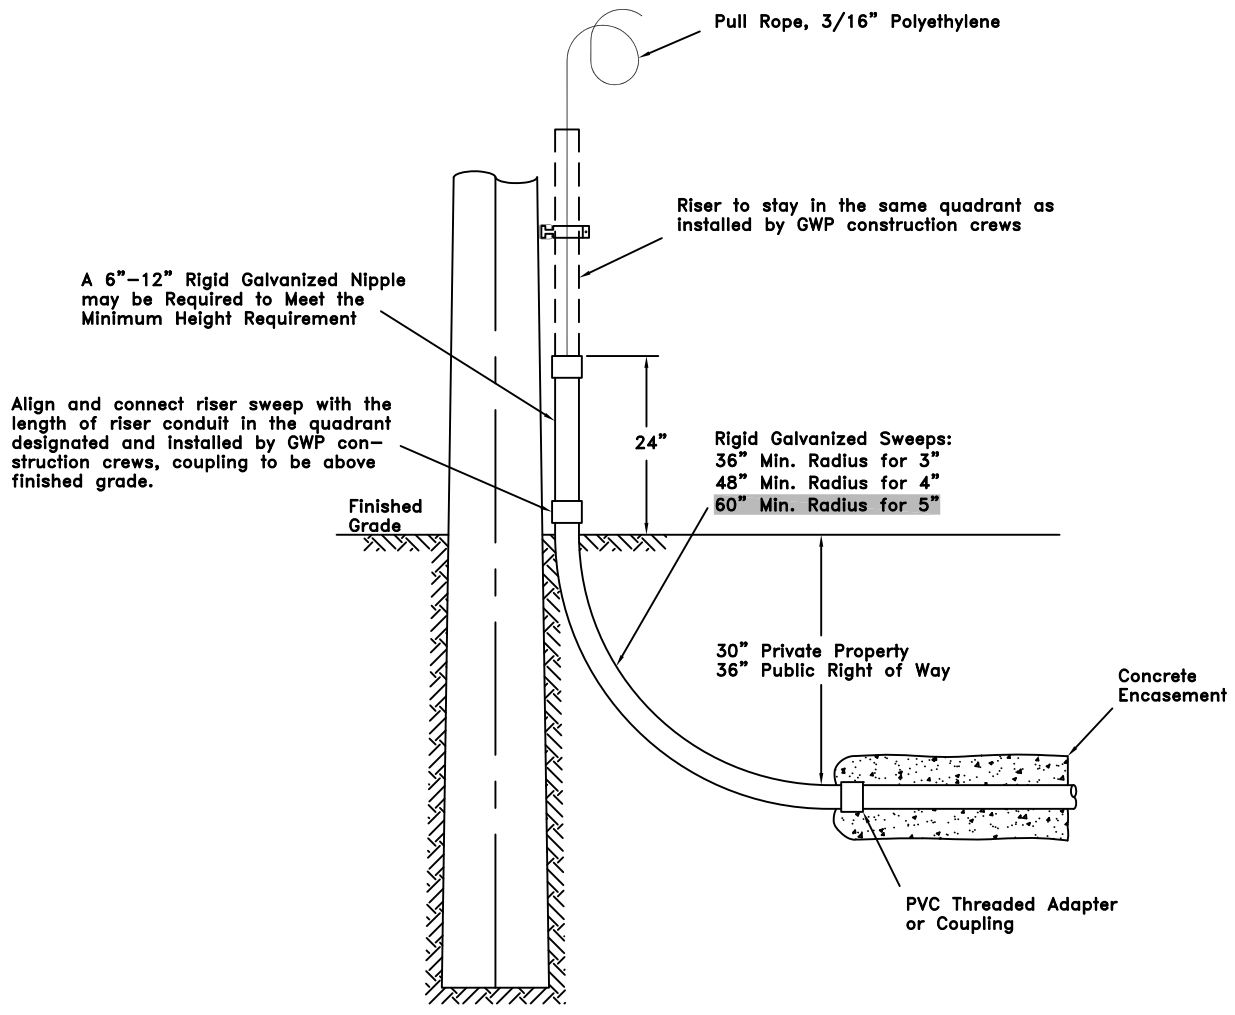 Pull Rope, 3/16” Polyethylene
Riser to stay in the same quadrant as
installed by GWP construction crews
A 6”–12” Rigid Galvanized Nipple
may be Required to Meet the
Minimum Height Requirement
Align and connect riser sweep with the
length of riser conduit in the quadrant
designated and installed by GWP con–
struction crews, coupling to be above
finished grade.
24”
Rigid Galvanized Sweeps:
36” Min. Radius for 3”
48” Min. Radius for 4”
60” Min. Radius for 5”
Finished
Grade
30” Private Property
36” Public Right of Way
Concrete
Encasement
PVC Threaded Adapter
or Coupling